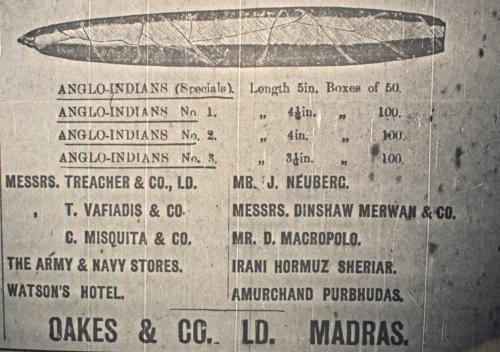 ANGLO-INDIANS (Specials). Length 5in. Boxes of 50.
ANGLO-INDIANS No. 1. „ 4½in. „ 100.
ANGLO-INDIANS No. 2. „ 4in. „ 100.
ANGLO-INDIANS No. 3. „ 3½in. „ 100.
MESSRS. TREACHER & CO., LD. MR. J. NEUBERG.
„ T. VAFIADIS & CO. MESSRS. DINSHAW MERWAN & CO.
C. MISQUITA & CO. MR. D. MACROPOLO.
THE ARMY & NAVY STORES. IRANI HORMUZ SHERIAR.
WATSON'S HOTEL. AMURCHAND PURBHUDAS.
OAKES & CO. LD. MADRAS.